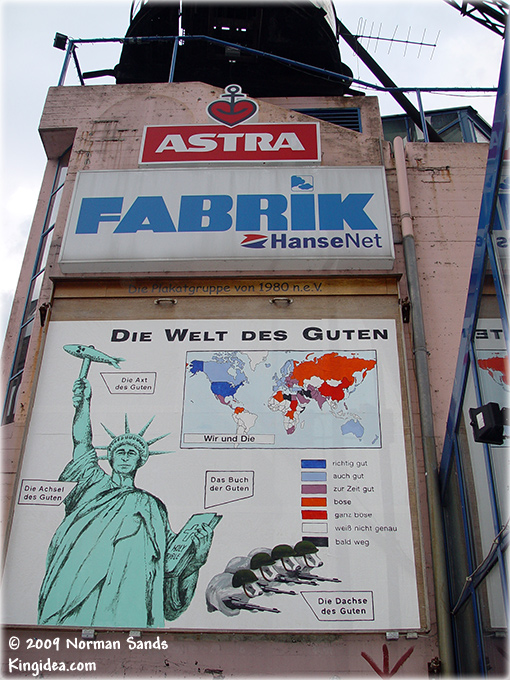 ASTRA
FABRIK
HanseNet
Die Plakatgruppe von 1980 n.e.V.
DIE WELT DES GUTEN
Die Axt
des Guten
Wir und Die
Die Achsel
des Guten
Das Buch
der Guten
HOLY
BIBLE
richtig gut
auch gut
zur Zeit gut
böse
ganz böse
weiß nicht genau
bald weg
Die Dachse
des Guten
© 2009 Norman Sands
Kingidea.com